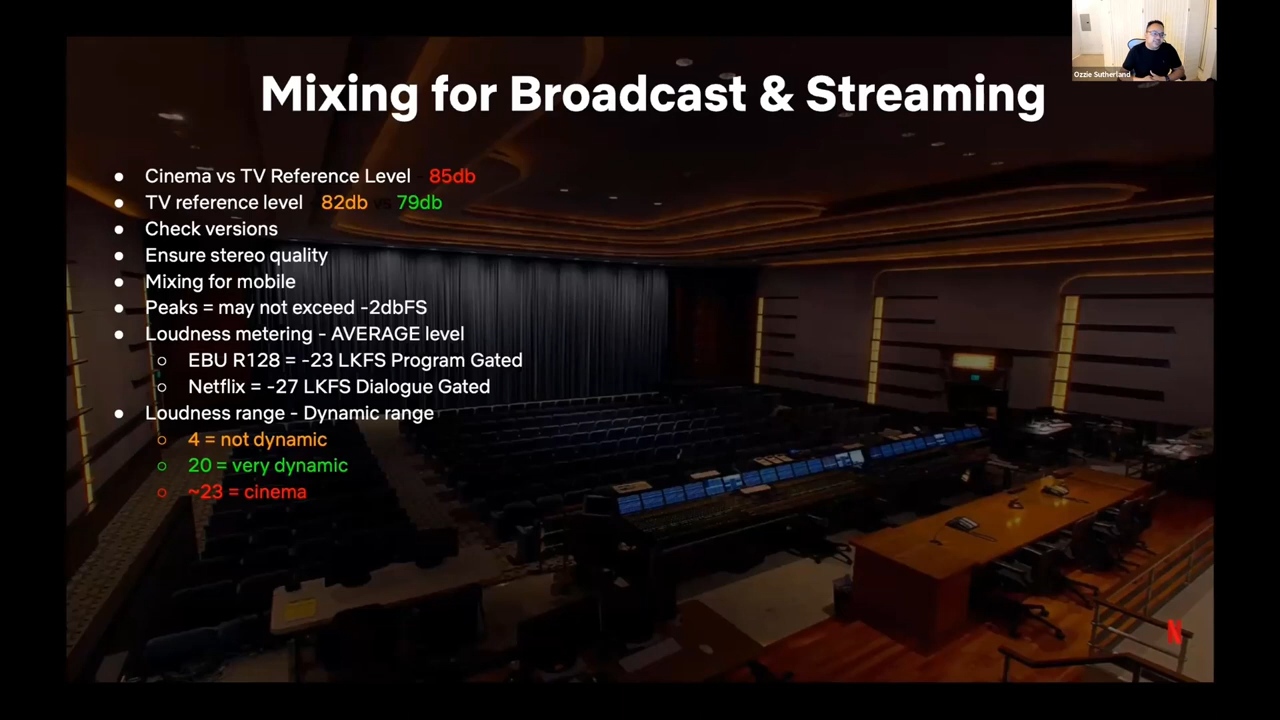 Ozzie Sutherland
Mixing for Broadcast & Streaming
● Cinema vs TV Reference Level 85db
● TV reference level 82db vs 79db
● Check versions
● Ensure stereo quality
● Mixing for mobile
● Peaks = may not exceed -2dbFS
● Loudness metering - AVERAGE level
○ EBU R128 = -23 LKFS Program Gated
○ Netflix = -27 LKFS Dialogue Gated
● Loudness range - Dynamic range
○ 4 = not dynamic
○ 20 = very dynamic
○ ~23 = cinema
N